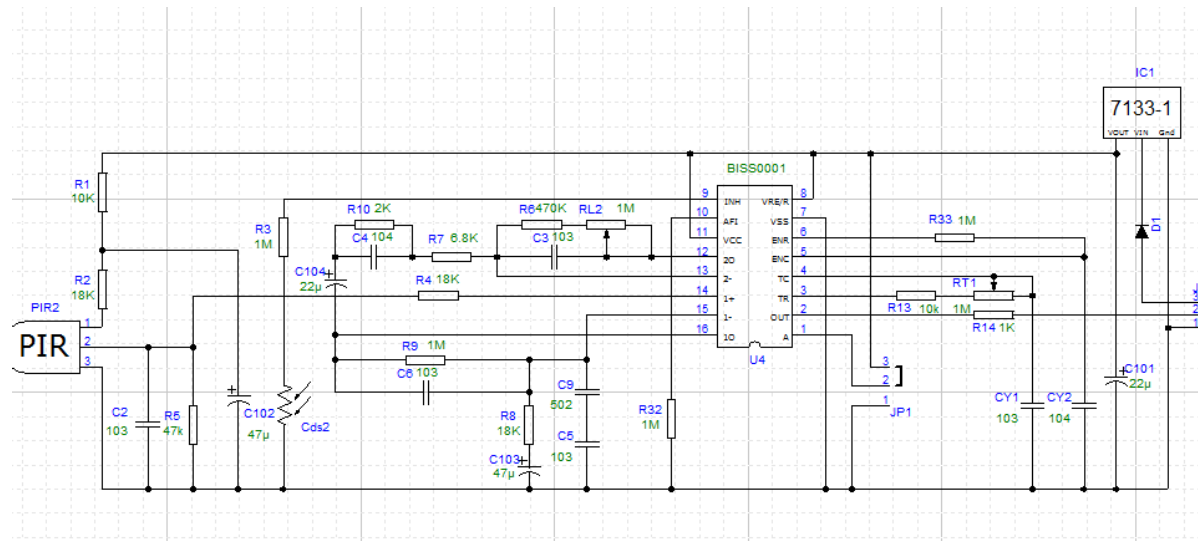 IC1
7133-1
VOUT VIN Gnd
BISS0001
R1
10K
R3
1M
R10 2K
C4 104
R7 6.8K
R6 470K
RL2 1M
C3 103
9 INH VRE/R 8
10 AFI VSS 7
11 VCC ENR 6
12 2O ENC 5
13 2- TC 4
14 1+ TR 3
15 1- OUT 2
16 1O A 1
U4
R33 1M
D1
R2
18K
C104
22µ
R4 18K
RT1
1M
R13 10k
R14 1K
3
2
1
PIR2
PIR
1
2
3
R9 1M
C6 103
C2
103
R5
47k
C102
47µ
Cds2
R8
18K
C103
47µ
C9
502
C5
103
R32
1M
3
2
1
JP1
CY1
103
CY2
104
C101
22µ